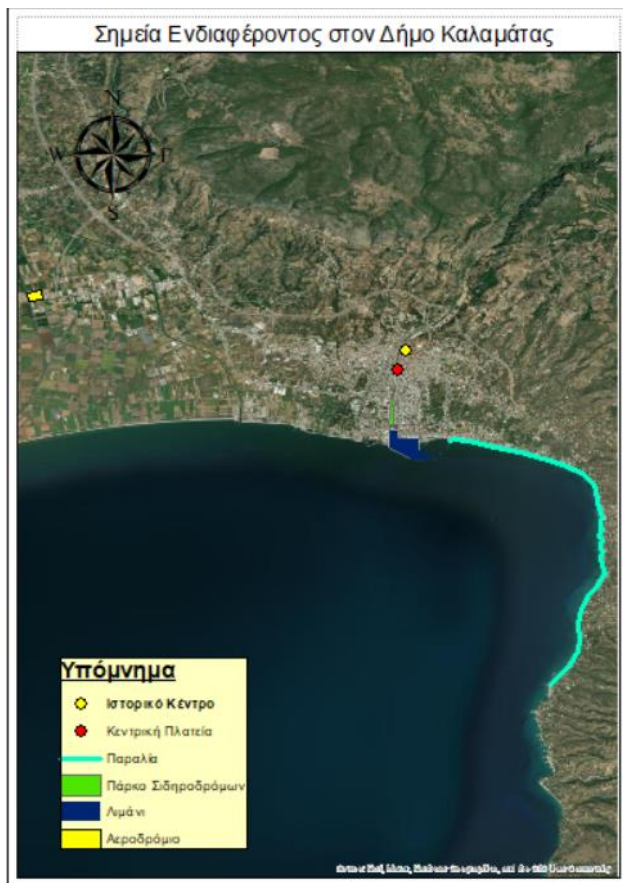 Σημεία Ενδιαφέροντος στον Δήμο Καλαμάτας
N
W E
S
Υπόμνημα
Ιστορικό Κέντρο
Κεντρική Πλατεία
Παραλία
Πάρκο Σιδηροδρόμων
Λιμάνι
Αεροδρόμιο